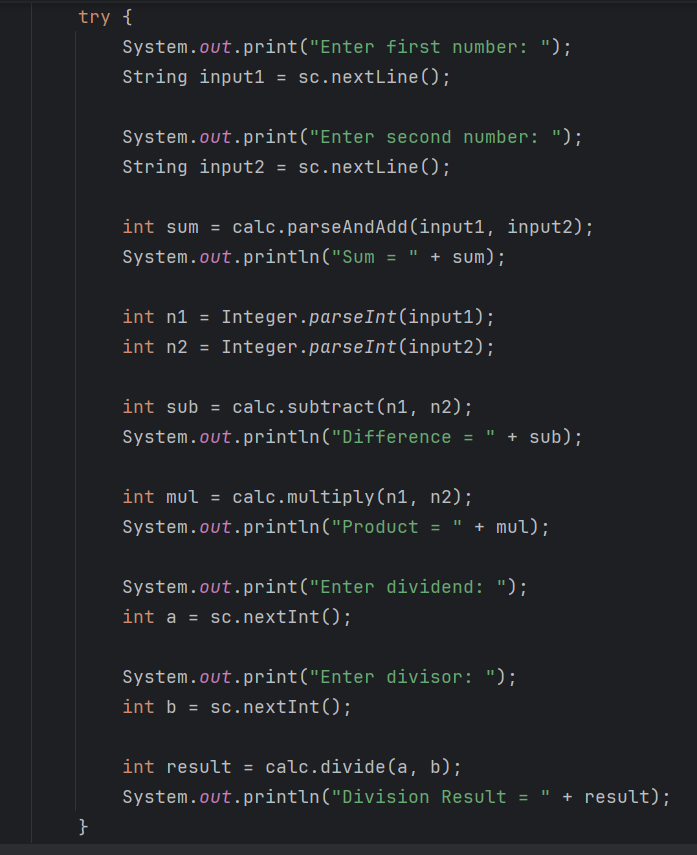 try {
System.out.print("Enter first number: ");
String input1 = sc.nextLine();
System.out.print("Enter second number: ");
String input2 = sc.nextLine();
int sum = calc.parseAndAdd(input1, input2);
System.out.println("Sum = " + sum);
int n1 = Integer.parseInt(input1);
int n2 = Integer.parseInt(input2);
int sub = calc.subtract(n1, n2);
System.out.println("Difference = " + sub);
int mul = calc.multiply(n1, n2);
System.out.println("Product = " + mul);
System.out.print("Enter dividend: ");
int a = sc.nextInt();
System.out.print("Enter divisor: ");
int b = sc.nextInt();
int result = calc.divide(a, b);
System.out.println("Division Result = " + result);
}